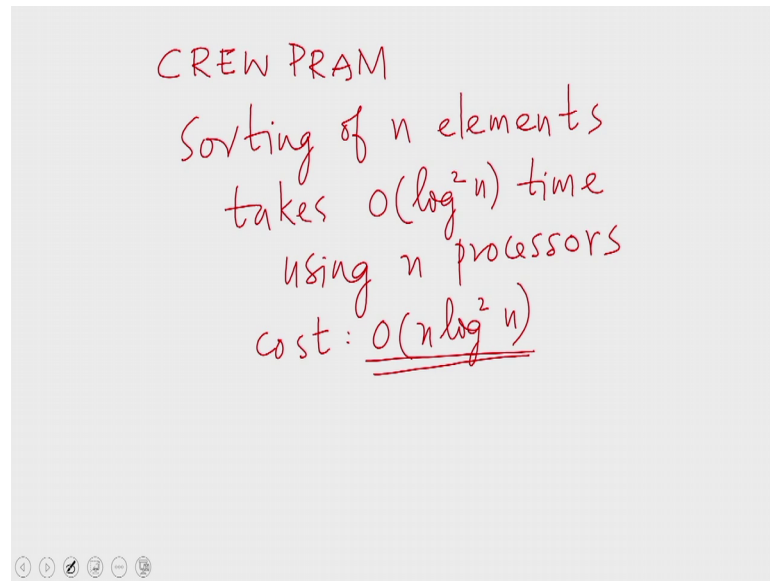 CREW PRAM
Sorting of n elements
takes O(log² n) time
using n processors
cost: O(n log² n)